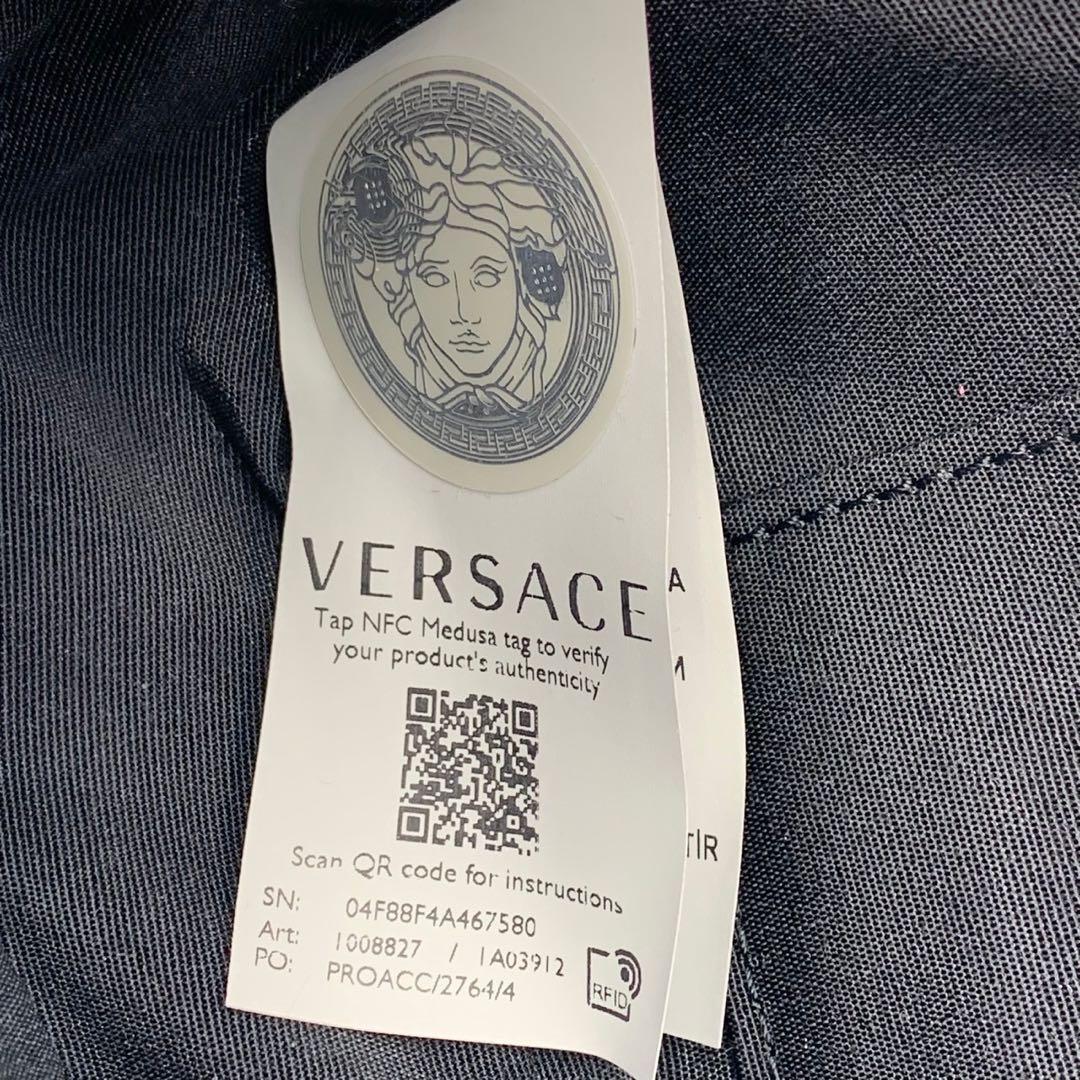 VERSACE
Tap NFC Medusa tag to verify
your product's authenticity
Scan QR code for instructions
SN: 04F88F4A467580
Art: 1008827 / 1A03912
PO: PROACC/2764/4
RFID
A
M
IR